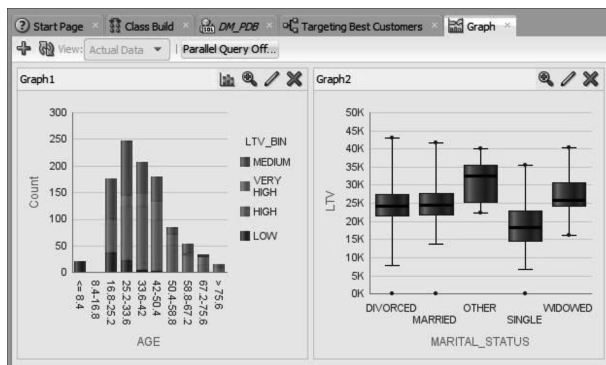 Start Page × Class Build × DM_PDB × Targeting Best Customers × Graph ×
View: Actual Data | Parallel Query Off...
Graph1
300
250
200
150
100
50
0
Count
<= 8.4
8.4-16.8
16.8-25.2
25.2-33.6
33.6-42
42-50.4
50.4-58.8
58.8-67.2
67.2-75.6
> 75.6
AGE
LTV_BIN
MEDIUM
VERY
HIGH
HIGH
LOW
Graph2
50K
45K
40K
35K
30K
25K
20K
15K
10K
5K
0K
LTV
DIVORCED
MARRIED
OTHER
SINGLE
WIDOWED
MARITAL_STATUS